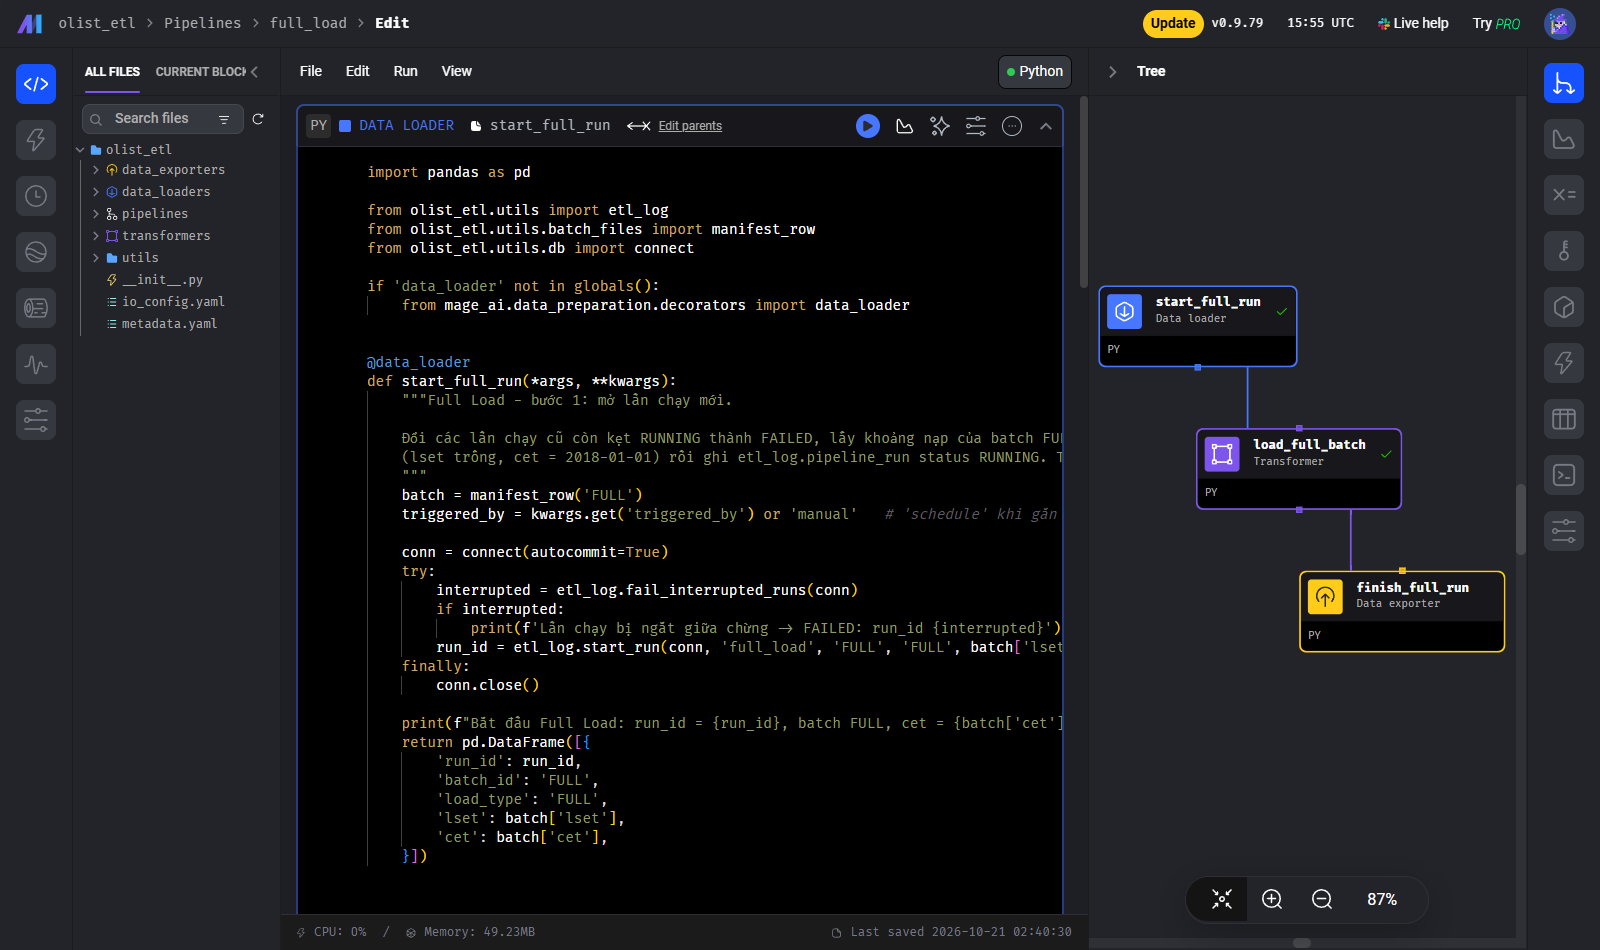 olist_etl > Pipelines > full_load > Edit
Update v0.9.79 15:55 UTC Live help Try PRO
ALL FILES CURRENT BLOCK
Search files
olist_etl
data_exporters
data_loaders
pipelines
transformers
utils
__init__.py
io_config.yaml
metadata.yaml
File Edit Run View
Python
PY DATA LOADER start_full_run Edit parents
import pandas as pd
from olist_etl.utils import etl_log
from olist_etl.utils.batch_files import manifest_row
from olist_etl.utils.db import connect
if 'data_loader' not in globals():
from mage_ai.data_preparation.decorators import data_loader
@data_loader
def start_full_run(*args, **kwargs):
"""Full Load - bước 1: mở lần chạy mới.
Đổi các lần chạy cũ còn kẹt RUNNING thành FAILED, lấy khoảng nạp của batch FU
(lset trống, cet = 2018-01-01) rồi ghi etl_log.pipeline_run status RUNNING. T
"""
batch = manifest_row('FULL')
triggered_by = kwargs.get('triggered_by') or 'manual' # 'schedule' khi gắn
conn = connect(autocommit=True)
try:
interrupted = etl_log.fail_interrupted_runs(conn)
if interrupted:
print(f'Lần chạy bị ngắt giữa chừng -> FAILED: run_id {interrupted}')
run_id = etl_log.start_run(conn, 'full_load', 'FULL', 'FULL', batch['lset
finally:
conn.close()
print(f"Bắt đầu Full Load: run_id = {run_id}, batch FULL, cet = {batch['cet']
return pd.DataFrame([{
'run_id': run_id,
'batch_id': 'FULL',
'load_type': 'FULL',
'lset': batch['lset'],
'cet': batch['cet'],
}])
CPU: 0% / Memory: 49.23MB
Last saved 2026-10-21 02:40:30
Tree
start_full_run
Data loader
PY
load_full_batch
Transformer
PY
finish_full_run
Data exporter
PY
87%